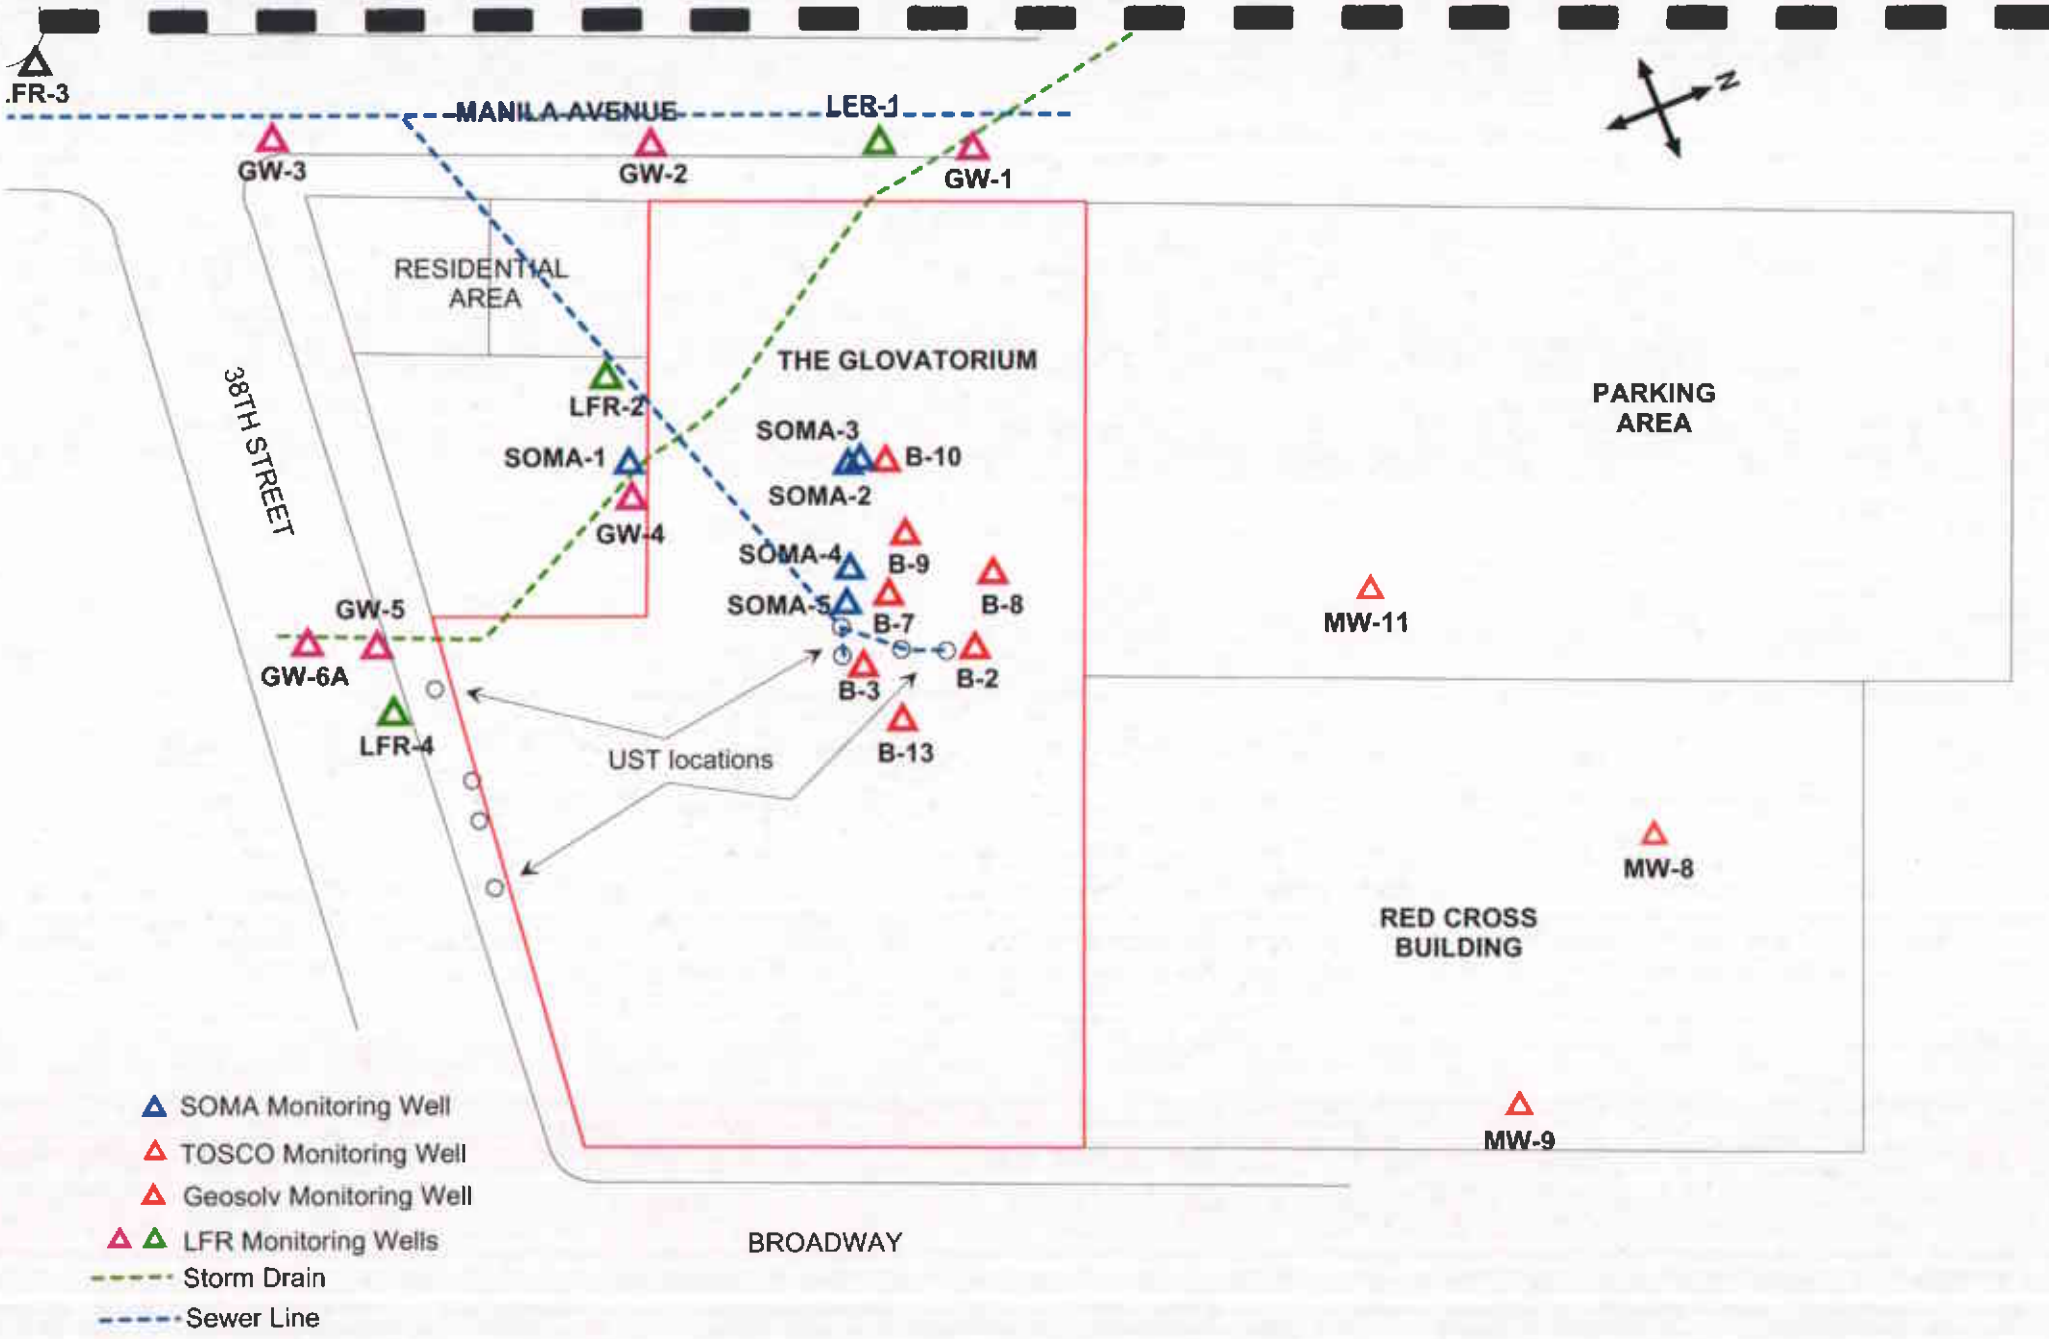 .FR-3
MANILA AVENUE
LER-1
N
GW-3
GW-2
GW-1
RESIDENTIAL
AREA
THE GLOVATORIUM
PARKING
AREA
38TH STREET
LFR-2
SOMA-3
SOMA-1
B-10
SOMA-2
GW-4
SOMA-4
B-9
SOMA-5
B-7
B-8
GW-5
MW-11
GW-6A
B-3
B-2
LFR-4
UST locations
B-13
MW-8
RED CROSS
BUILDING
MW-9
SOMA Monitoring Well
TOSCO Monitoring Well
Geosolv Monitoring Well
LFR Monitoring Wells
Storm Drain
Sewer Line
BROADWAY